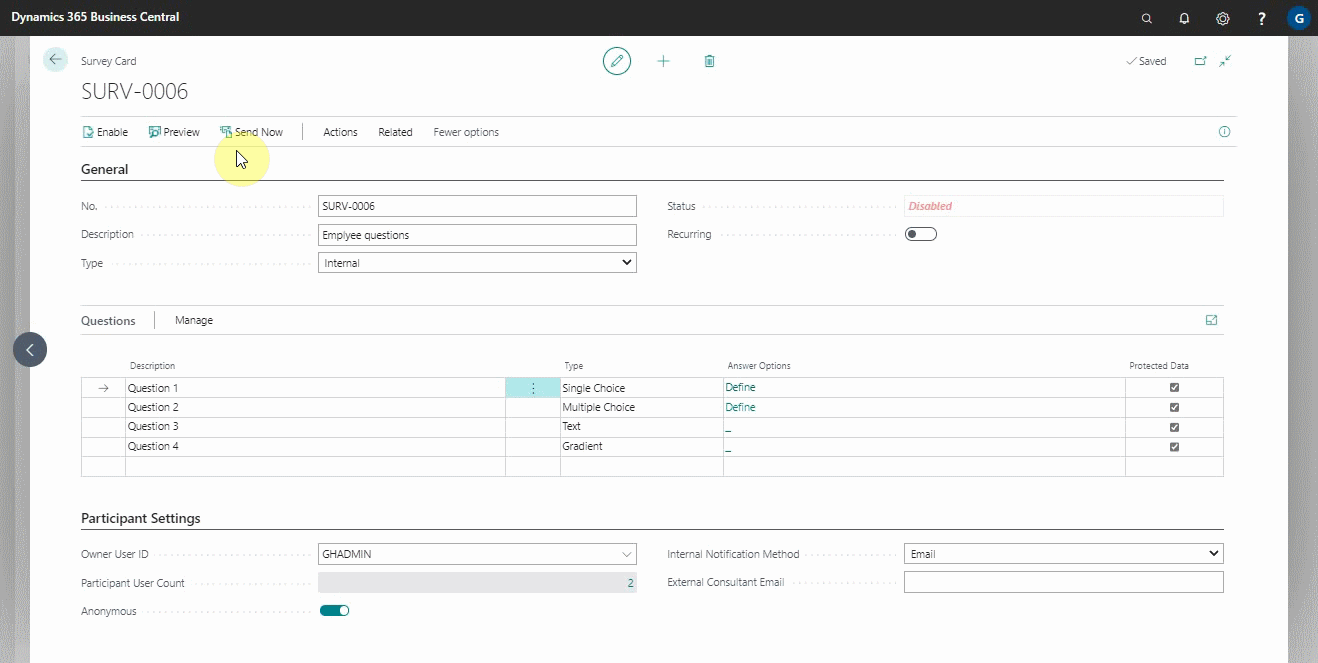 Dynamics 365 Business Central
? G
Survey Card
Saved
SURV-0006
Enable Preview Send Now Actions Related Fewer options
General
No. SURV-0006 Status Disabled
Description Emplyee questions Recurring
Type Internal
Questions Manage
Description Type Answer Options Protected Data
Question 1 Single Choice Define
Question 2 Multiple Choice Define
Question 3 Text _
Question 4 Gradient _
Participant Settings
Owner User ID GHADMIN Internal Notification Method Email
Participant User Count 2 External Consultant Email
Anonymous